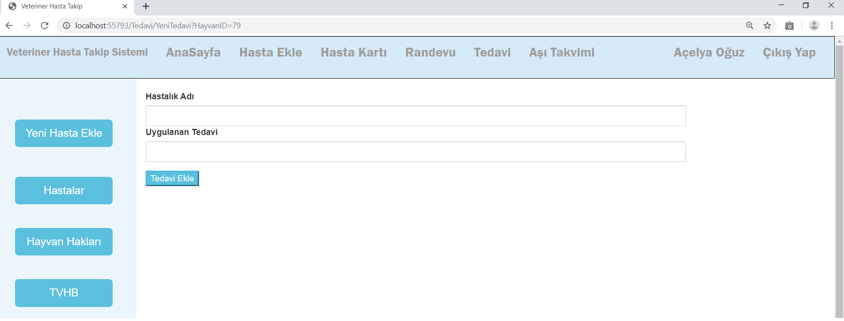 Veteriner Hasta Takip
localhost:55793/Tedavi/YeniTedavi?HayvanID=79
Veteriner Hasta Takip Sistemi AnaSayfa Hasta Ekle Hasta Kartı Randevu Tedavi Aşı Takvimi Açelya Oğuz Çıkış Yap
Yeni Hasta Ekle
Hastalar
Hayvan Hakları
TVHB
Hastalık Adı
Uygulanan Tedavi
Tedavi Ekle